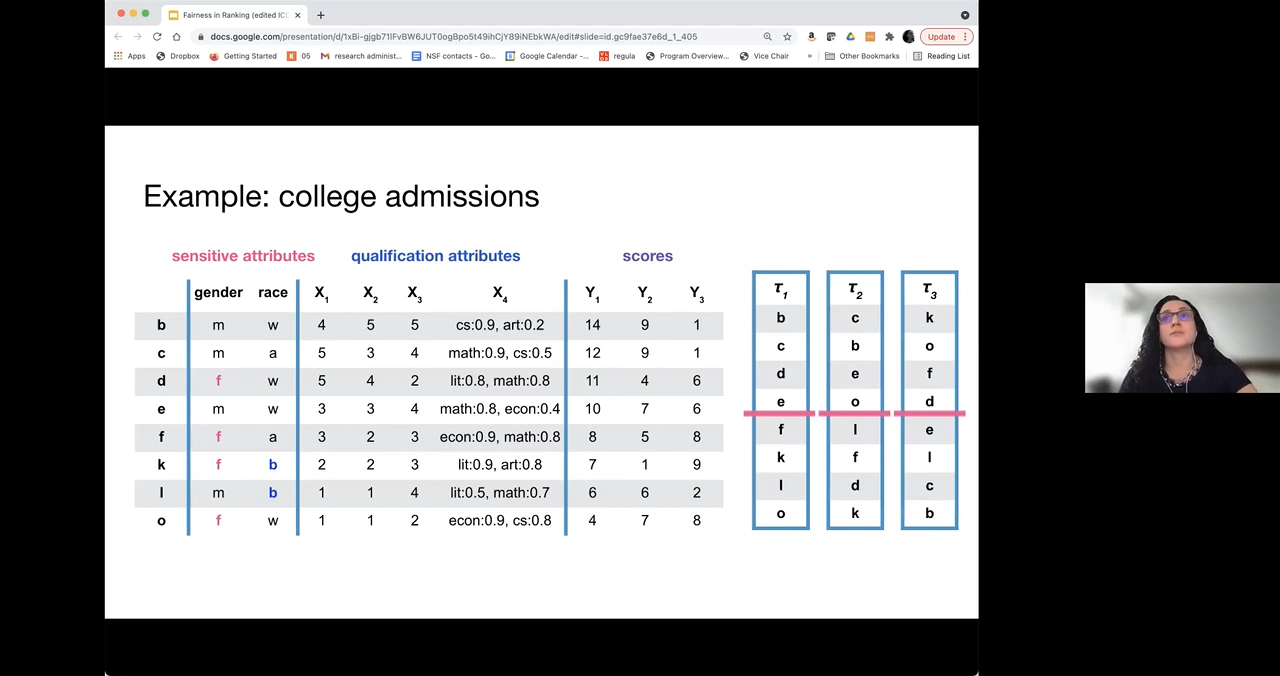 Fairness in Ranking (edited IC
docs.google.com/presentation/d/1xBi-gjgb71IFvBW6JUT0ogBpo5t49ihCjY89iNEbkWA/edit#slide=id.gc9fae37e6d_1_405
Update
Apps Dropbox Getting Started 05 research administ... NSF contacts - Go... Google Calendar -... regula Program Overview... Vice Chair » Other Bookmarks Reading List
Example: college admissions
sensitive attributes qualification attributes scores
gender race X1 X2 X3 X4 Y1 Y2 Y3
b m w 4 5 5 cs:0.9, art:0.2 14 9 1
c m a 5 3 4 math:0.9, cs:0.5 12 9 1
d f w 5 4 2 lit:0.8, math:0.8 11 4 6
e m w 3 3 4 math:0.8, econ:0.4 10 7 6
f f a 3 2 3 econ:0.9, math:0.8 8 5 8
k f b 2 2 3 lit:0.9, art:0.8 7 1 9
l m b 1 1 4 lit:0.5, math:0.7 6 6 2
o f w 1 1 2 econ:0.9, cs:0.8 4 7 8
τ1 τ2 τ3
b c k
c b o
d e f
e o d
f l e
k f l
l d c
o k b